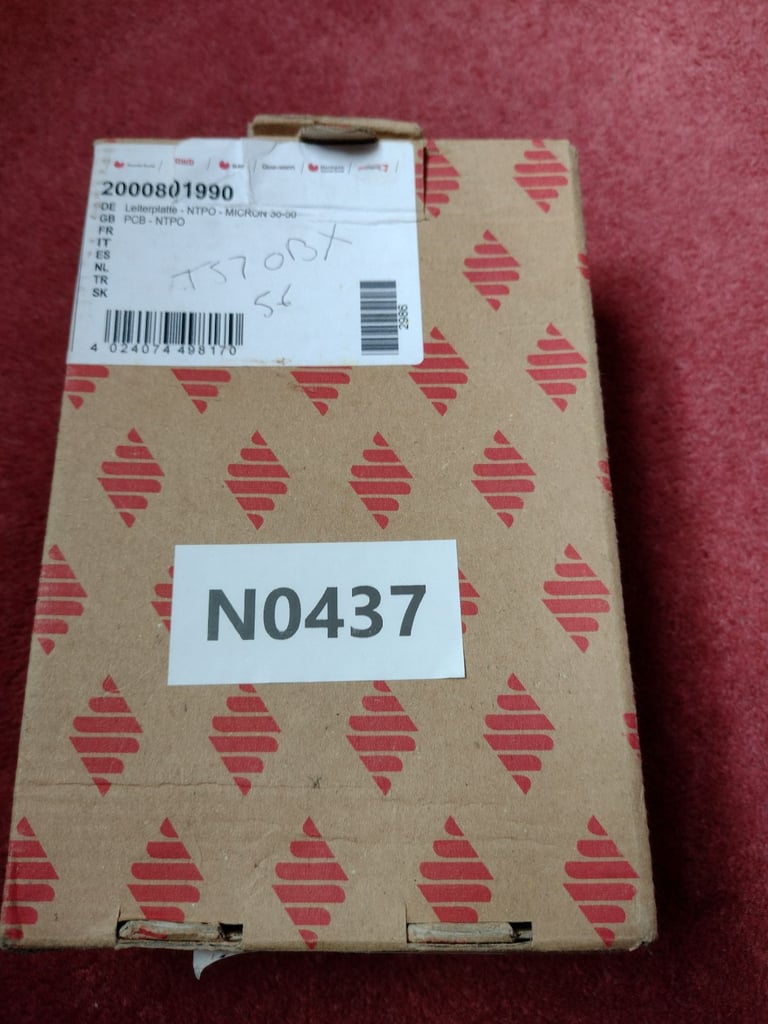 2000801990
DE Leiterplatte - NTPO - MICRON 30-50
GB PCB - NTPO
FR
IT
ES
NL
TR
SK
56
4 024074 498170
2986
N0437